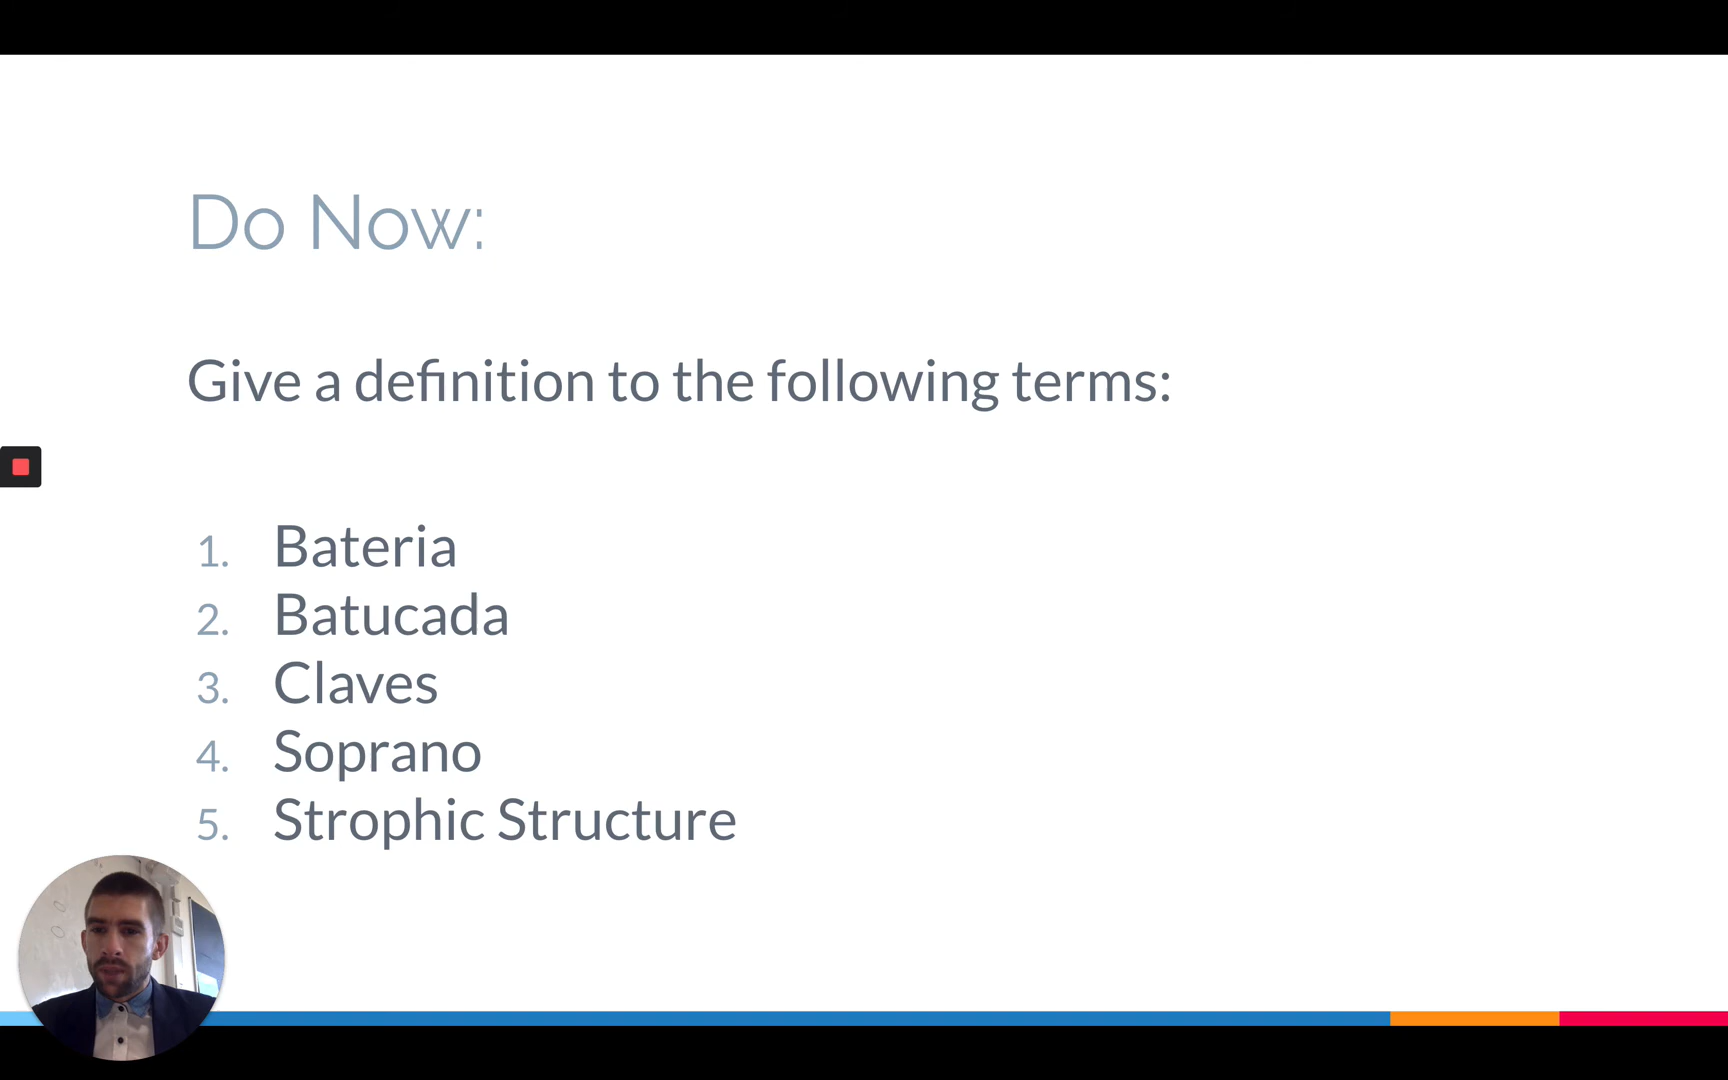 Do Now:
Give a definition to the following terms:
1. Bateria
2. Batucada
3. Claves
4. Soprano
5. Strophic Structure